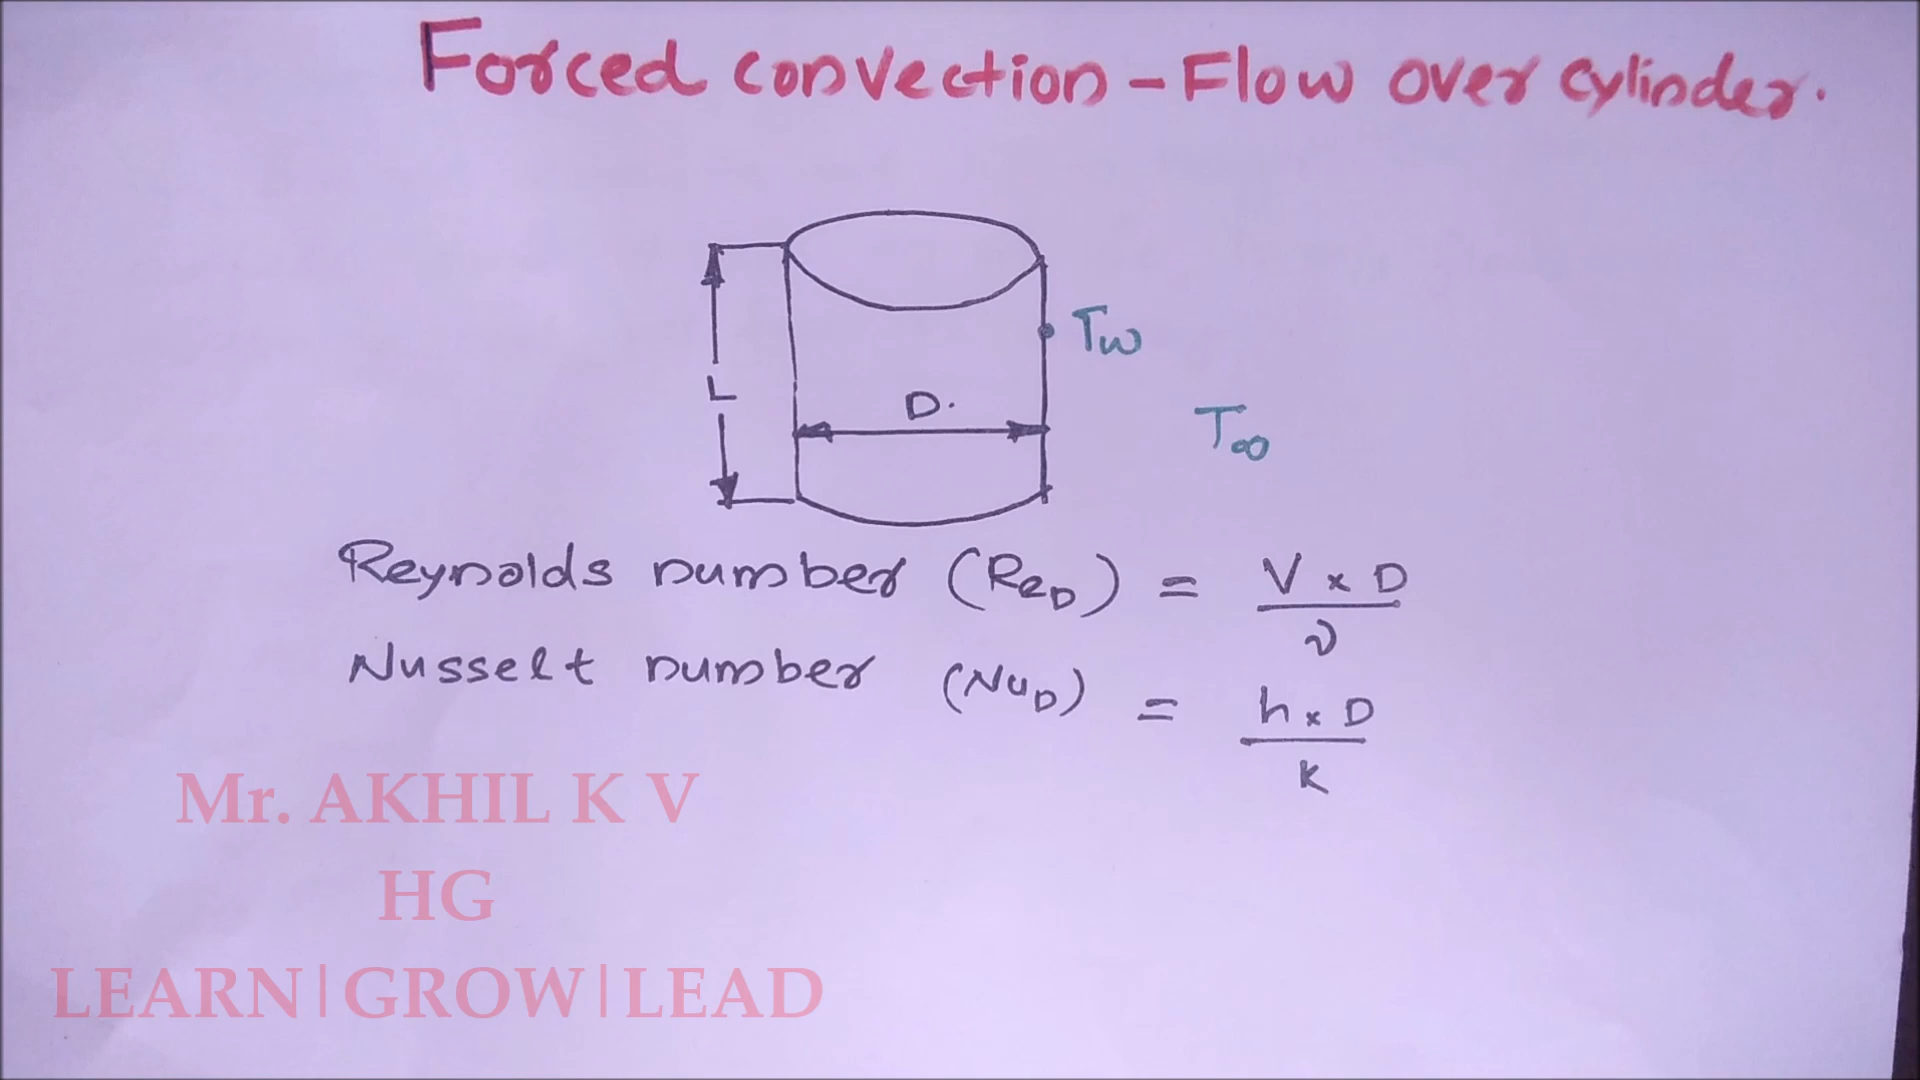 Forced convection - Flow over cylinder.
Tw
L
D.
T∞
Reynolds number (ReD) = V × D / ν
Nusselt number (NuD) = h × D / k
Mr. AKHIL K V
HG
LEARN|GROW|LEAD